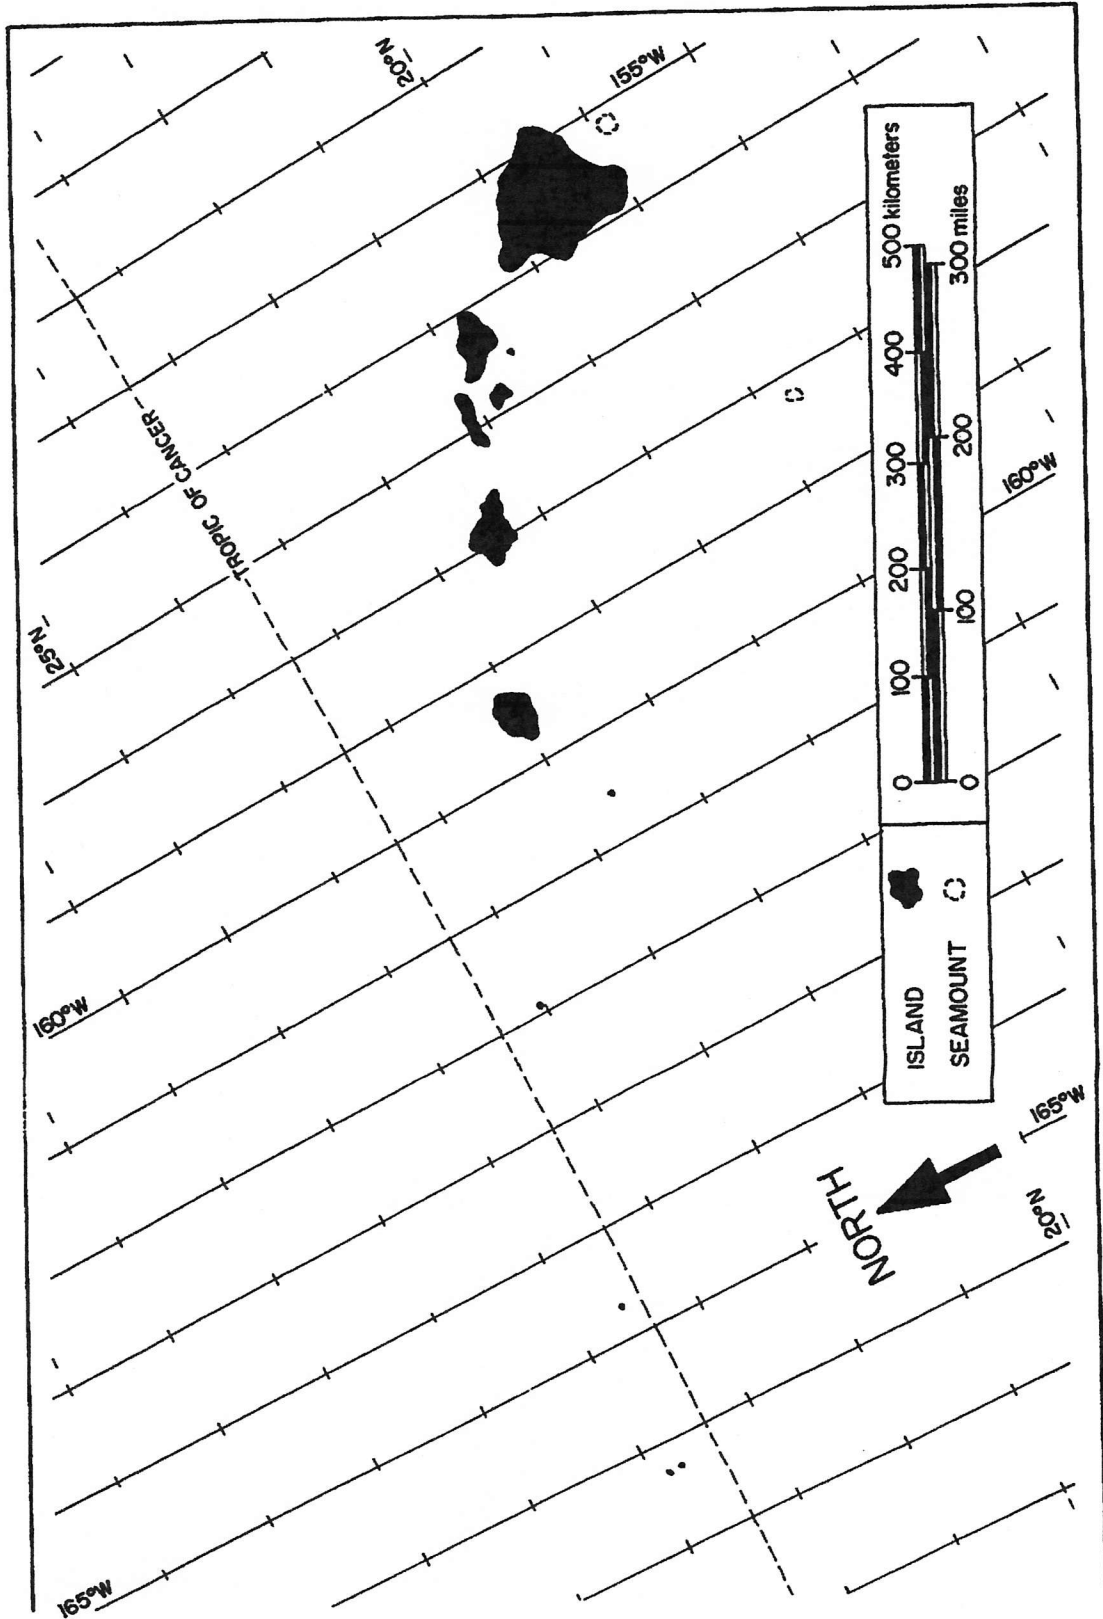 20°N
155°W
TROPIC OF CANCER
25°N
160°W
165°W
160°W
165°W
20°N
NORTH
ISLAND
SEAMOUNT
0 100 200 300 400 500 kilometers
0 100 200 300 miles